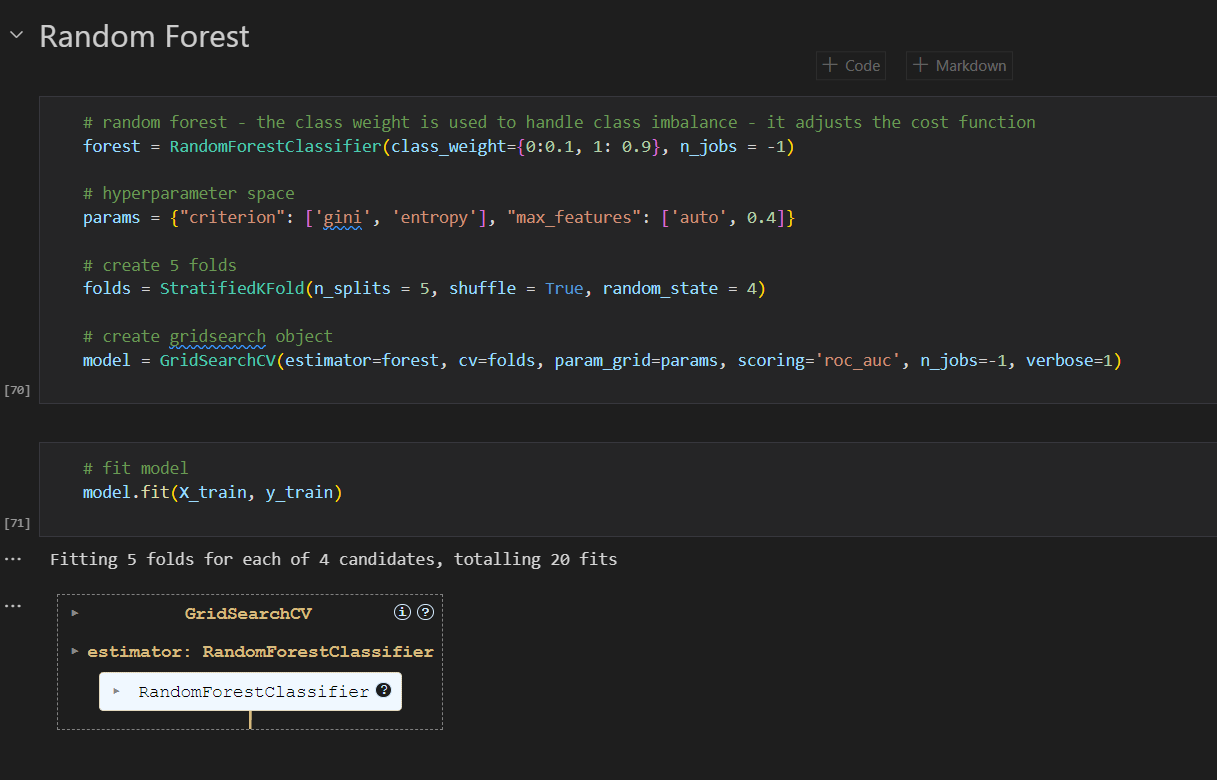 Random Forest
+ Code + Markdown
# random forest - the class weight is used to handle class imbalance - it adjusts the cost function
forest = RandomForestClassifier(class_weight={0:0.1, 1: 0.9}, n_jobs = -1)
# hyperparameter space
params = {"criterion": ['gini', 'entropy'], "max_features": ['auto', 0.4]}
# create 5 folds
folds = StratifiedKFold(n_splits = 5, shuffle = True, random_state = 4)
# create gridsearch object
model = GridSearchCV(estimator=forest, cv=folds, param_grid=params, scoring='roc_auc', n_jobs=-1, verbose=1)
[70]
# fit model
model.fit(X_train, y_train)
[71]
... Fitting 5 folds for each of 4 candidates, totalling 20 fits
...
GridSearchCV i ?
estimator: RandomForestClassifier
RandomForestClassifier ?